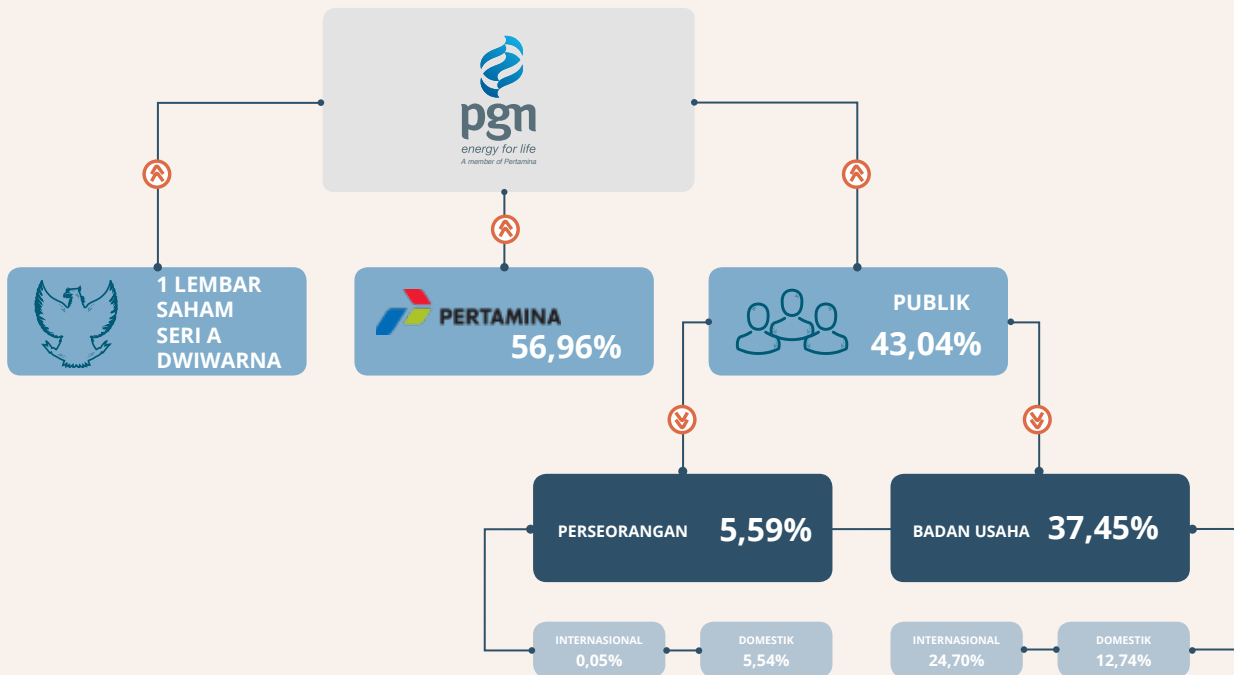 pgn
energy for life
A member of Pertamina
1 LEMBAR
SAHAM
SERI A
DWIWARNA
PERTAMINA
56,96%
PUBLIK
43,04%
PERSEORANGAN 5,59%
BADAN USAHA 37,45%
INTERNASIONAL
0,05%
DOMESTIK
5,54%
INTERNASIONAL
24,70%
DOMESTIK
12,74%